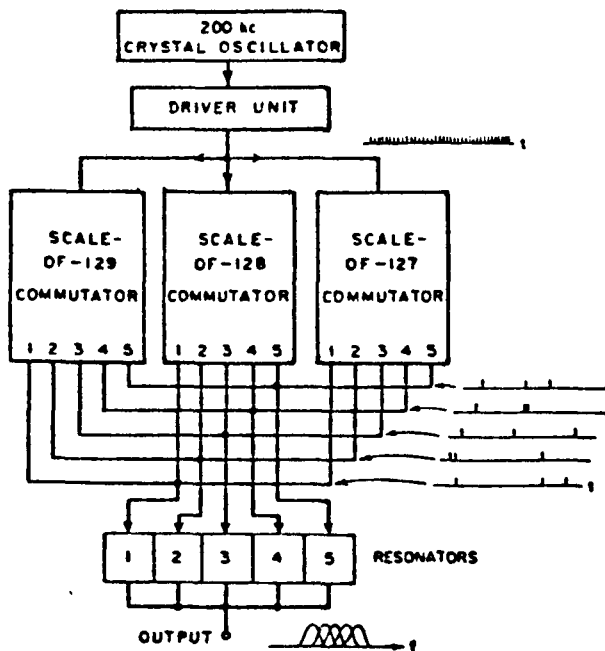 200 kc
CRYSTAL OSCILLATOR
DRIVER UNIT
t
SCALE-
OF-129
COMMUTATOR
1 2 3 4 5
SCALE-
OF-128
COMMUTATOR
1 2 3 4 5
SCALE-
OF-127
COMMUTATOR
1 2 3 4 5
t
1 2 3 4 5
RESONATORS
OUTPUT
f